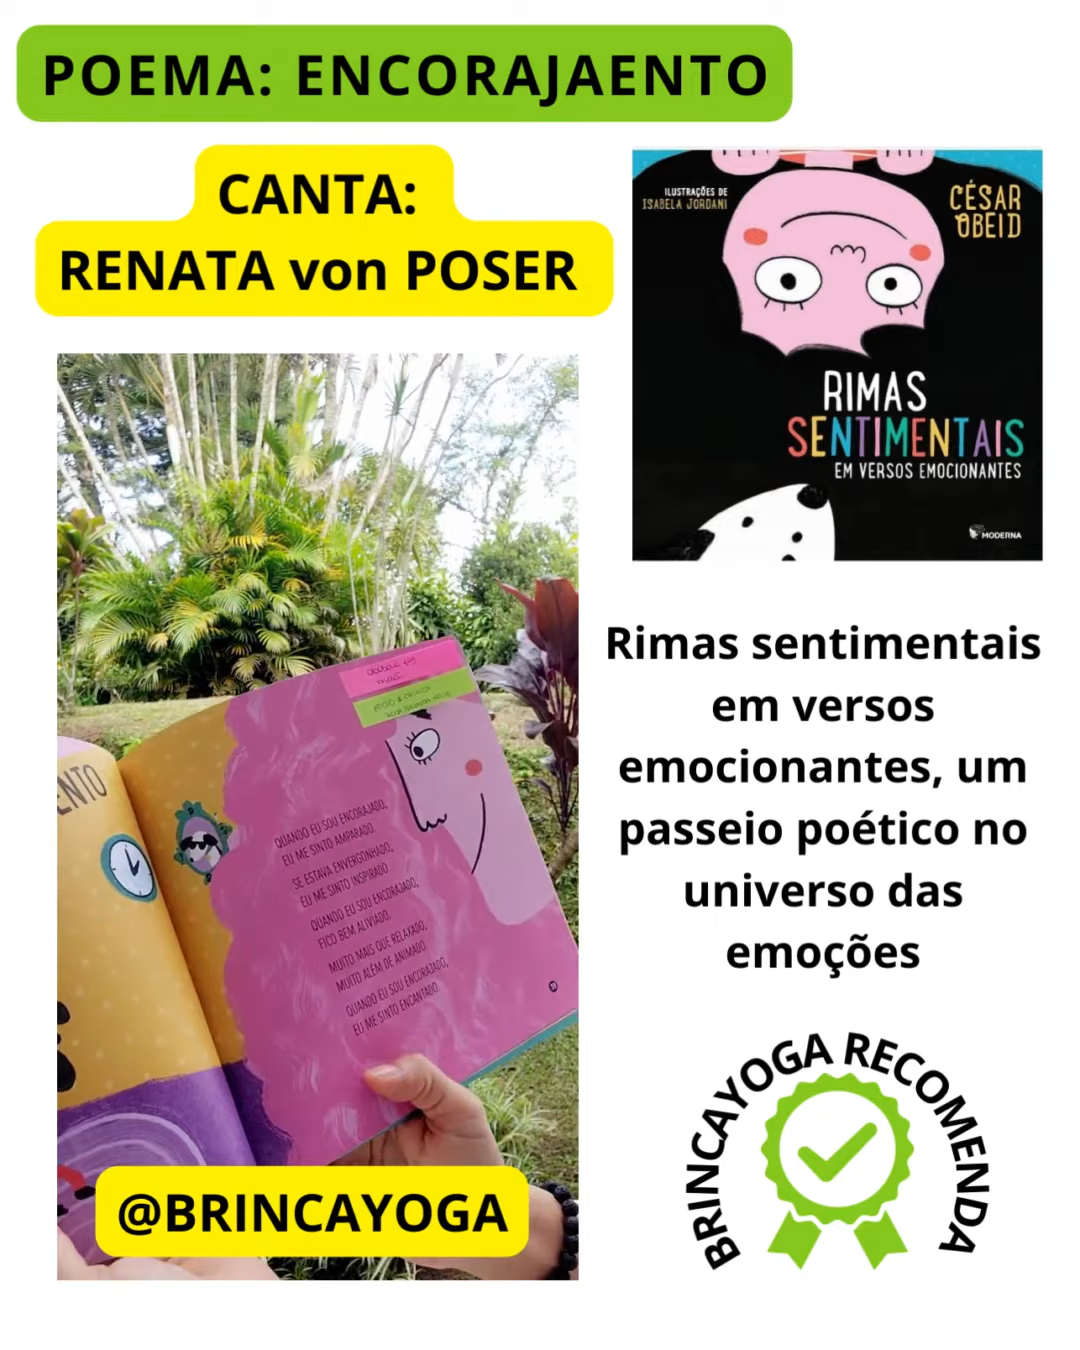 POEMA: ENCORAJAENTO
CANTA:
RENATA von POSER
ILUSTRAÇÕES DE
ISABELA JORDANI
CÉSAR
OBEID
RIMAS
SENTIMENTAIS
EM VERSOS EMOCIONANTES
MODERNA
ENTO
QUANDO EU SOU ENCORAJADO,
EU ME SINTO AMPARADO.
SE ESTAVA ENVERGONHADO,
EU ME SINTO INSPIRADO.
QUANDO EU SOU ENCORAJADO,
FICO BEM ALIVIADO.
MUITO MAIS QUE RELAXADO,
MUITO ALÉM DE ANIMADO.
QUANDO EU SOU ENCORAJADO,
EU ME SINTO ENCANTADO.
@BRINCAYOGA
Rimas sentimentais
em versos
emocionantes, um
passeio poético no
universo das
emoções
BRINCAYOGA RECOMENDA